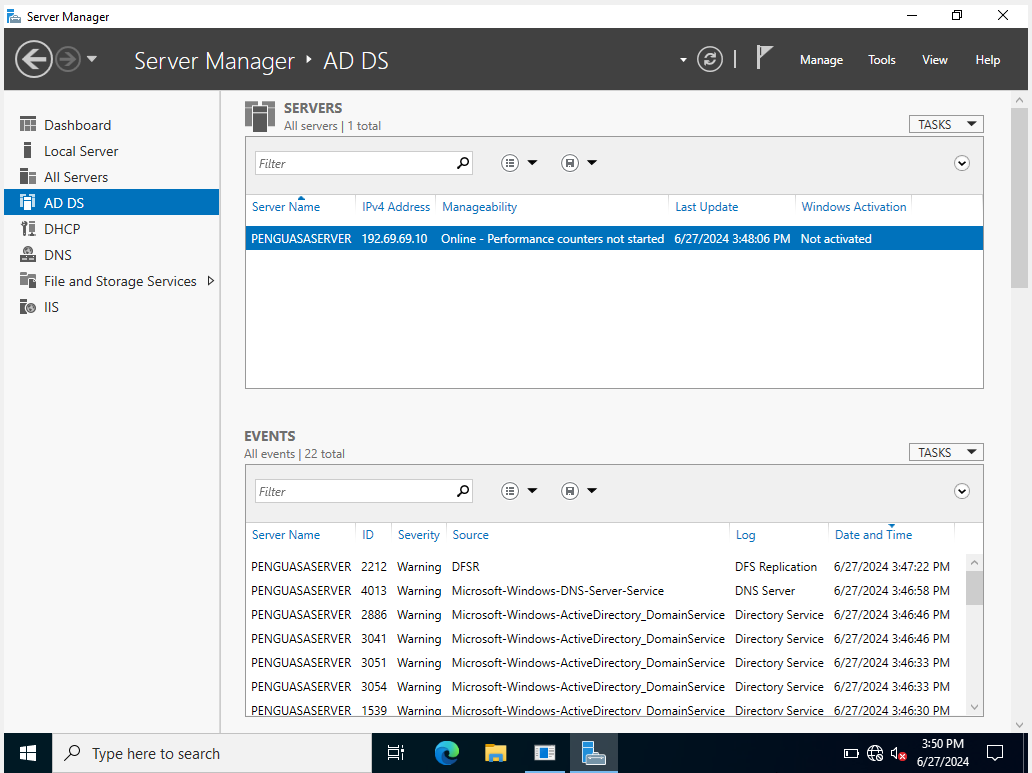 Server Manager
Server Manager AD DS
Manage Tools View Help
Dashboard
Local Server
All Servers
AD DS
DHCP
DNS
File and Storage Services
IIS
SERVERS
All servers | 1 total
TASKS
Filter
Server Name IPv4 Address Manageability Last Update Windows Activation
PENGUASASERVER 192.69.69.10 Online - Performance counters not started 6/27/2024 3:48:06 PM Not activated
EVENTS
All events | 22 total
TASKS
Filter
Server Name ID Severity Source Log Date and Time
PENGUASASERVER 2212 Warning DFSR DFS Replication 6/27/2024 3:47:22 PM
PENGUASASERVER 4013 Warning Microsoft-Windows-DNS-Server-Service DNS Server 6/27/2024 3:46:58 PM
PENGUASASERVER 2886 Warning Microsoft-Windows-ActiveDirectory_DomainService Directory Service 6/27/2024 3:46:46 PM
PENGUASASERVER 3041 Warning Microsoft-Windows-ActiveDirectory_DomainService Directory Service 6/27/2024 3:46:46 PM
PENGUASASERVER 3051 Warning Microsoft-Windows-ActiveDirectory_DomainService Directory Service 6/27/2024 3:46:33 PM
PENGUASASERVER 3054 Warning Microsoft-Windows-ActiveDirectory_DomainService Directory Service 6/27/2024 3:46:33 PM
PENGUASASERVER 1539 Warning Microsoft-Windows-ActiveDirectory_DomainService Directory Service 6/27/2024 3:46:30 PM
Type here to search
3:50 PM
6/27/2024